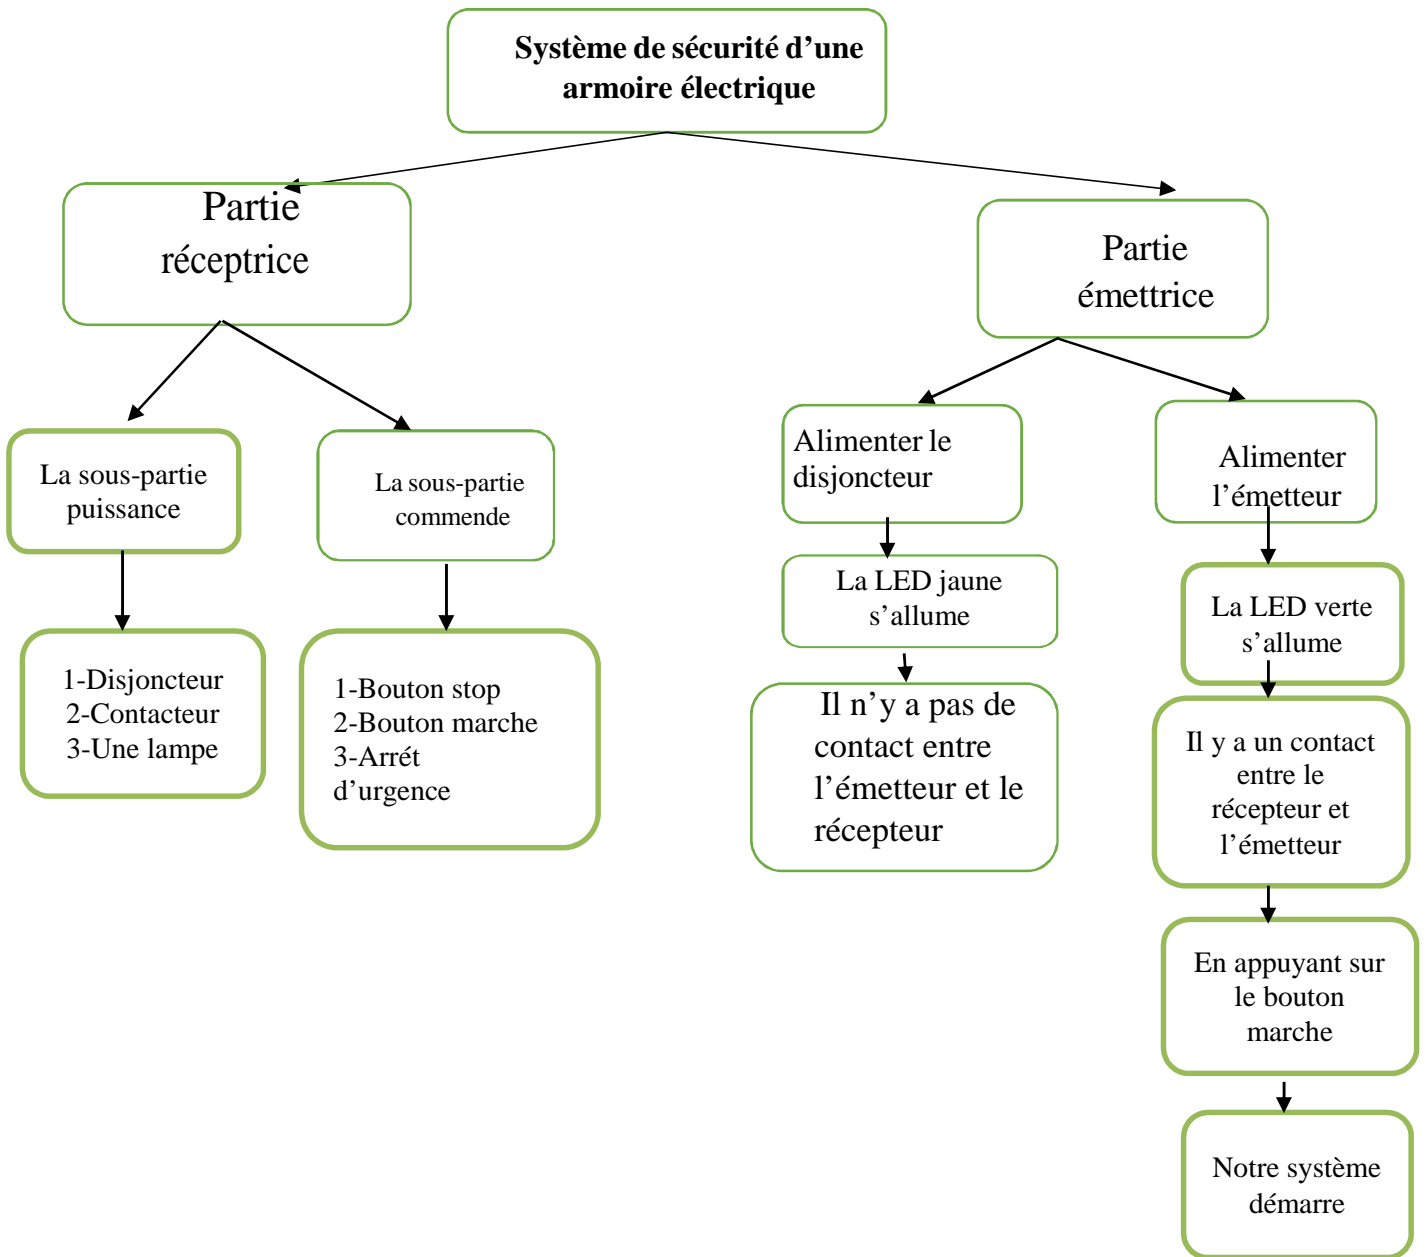 Système de sécurité d’une
armoire électrique
Partie
réceptrice
Partie
émettrice
La sous-partie
puissance
La sous-partie
commende
Alimenter le
disjoncteur
Alimenter
l’émetteur
1-Disjoncteur
2-Contacteur
3-Une lampe
1-Bouton stop
2-Bouton marche
3-Arrét
d’urgence
La LED jaune
s’allume
Il n’y a pas de
contact entre
l’émetteur et le
récepteur
La LED verte
s’allume
Il y a un contact
entre le
récepteur et
l’émetteur
En appuyant sur
le bouton
marche
Notre système
démarre